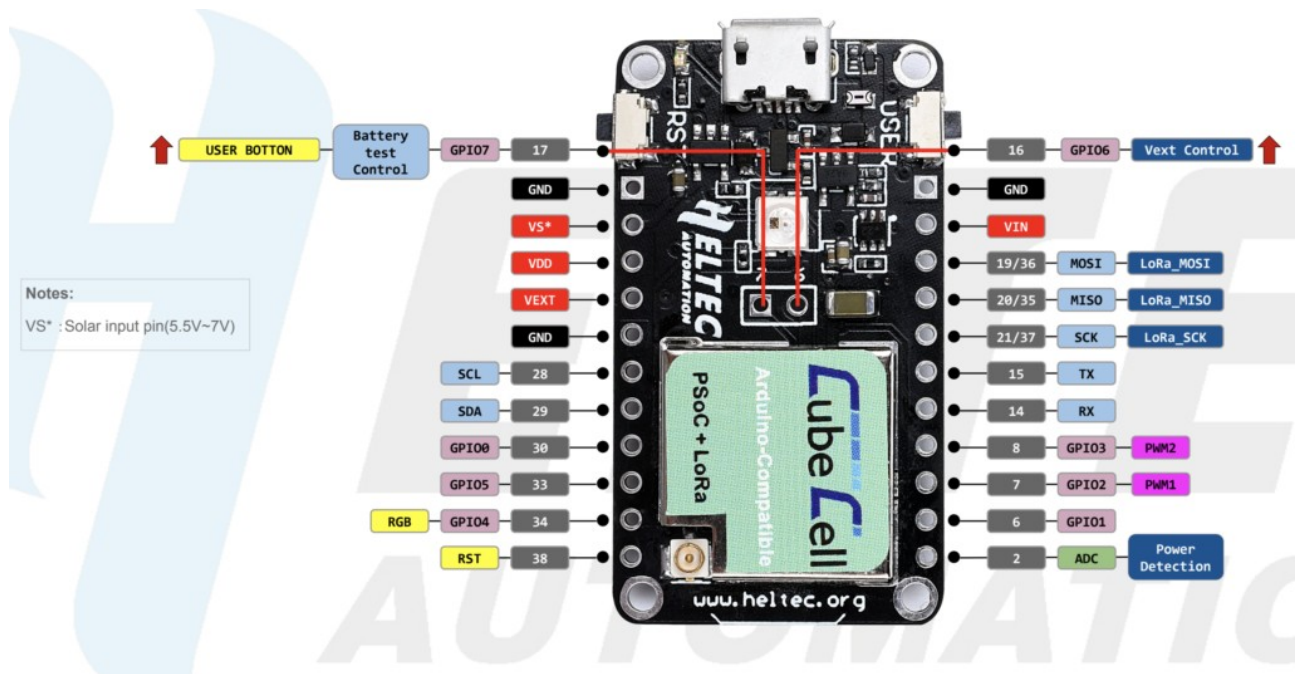 USER BOTTON
Battery
test
Control
GPIO7
17
GND
VS*
VDD
VEXT
GND
SCL
28
SDA
29
GPIO0
30
GPIO5
33
RGB
GPIO4
34
RST
38
Notes:
VS* :Solar input pin(5.5V~7V)
RS
USER
HELTEC
AUTOMATION
Cube Cell
Arduino-Compatible
PSoC + LoRa
www.heltec.org
16
GPIO6
Vext Control
GND
VIN
19/36
MOSI
LoRa_MOSI
20/35
MISO
LoRa_MISO
21/37
SCK
LoRa_SCK
15
TX
14
RX
8
GPIO3
PWM2
7
GPIO2
PWM1
6
GPIO1
2
ADC
Power
Detection
AUTOMATIC